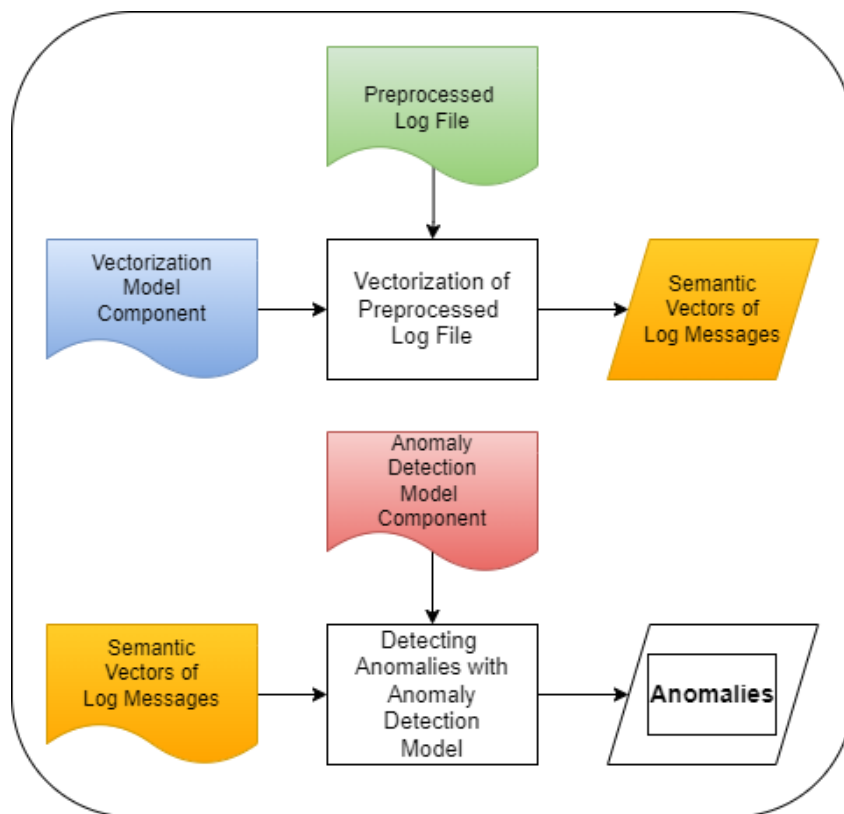 Preprocessed
Log File
Vectorization
Model
Component
Vectorization of
Preprocessed
Log File
Semantic
Vectors of
Log Messages
Anomaly
Detection
Model
Component
Semantic
Vectors of
Log Messages
Detecting
Anomalies with
Anomaly
Detection
Model
Anomalies